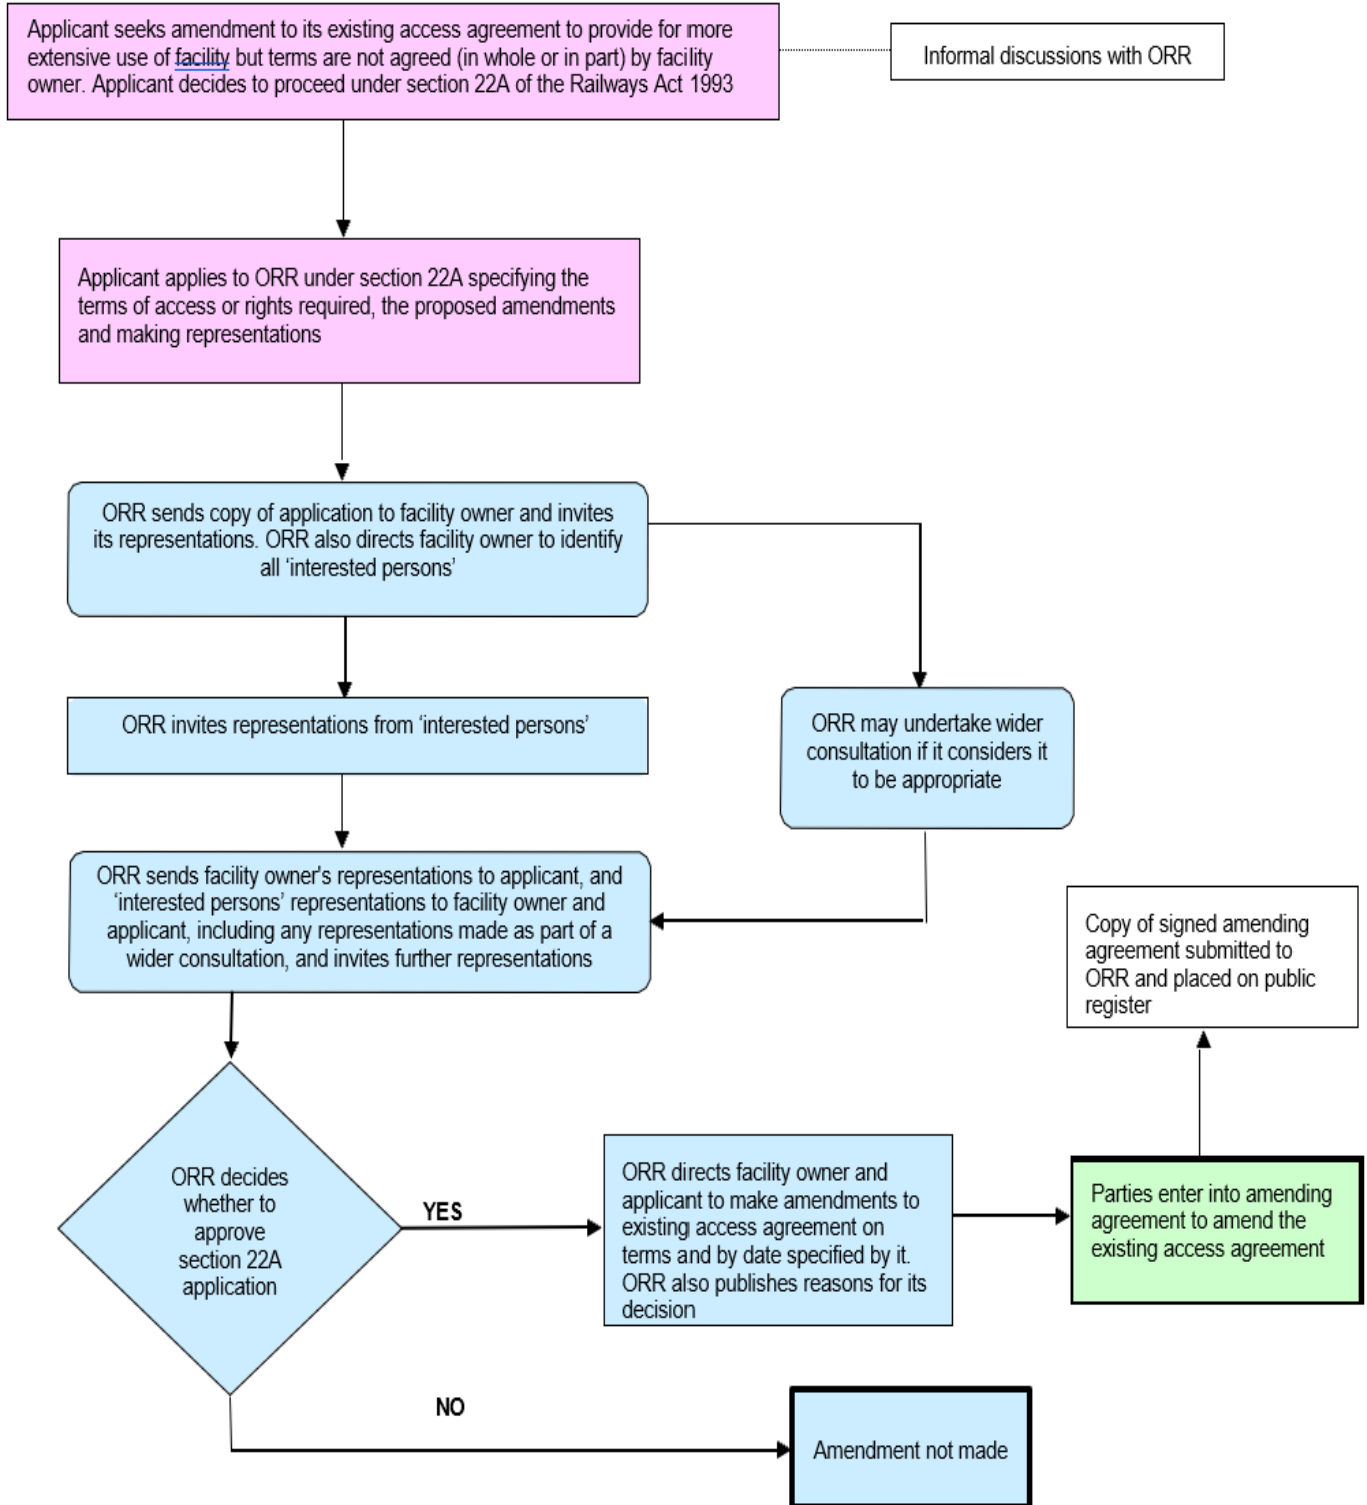 Applicant seeks amendment to its existing access agreement to provide for more
extensive use of facility but terms are not agreed (in whole or in part) by facility
owner. Applicant decides to proceed under section 22A of the Railways Act 1993
Informal discussions with ORR
Applicant applies to ORR under section 22A specifying the
terms of access or rights required, the proposed amendments
and making representations
ORR sends copy of application to facility owner and invites
its representations. ORR also directs facility owner to identify
all ‘interested persons’
ORR invites representations from ‘interested persons’
ORR may undertake wider
consultation if it considers it
to be appropriate
ORR sends facility owner's representations to applicant, and
‘interested persons’ representations to facility owner and
applicant, including any representations made as part of a
wider consultation, and invites further representations
Copy of signed amending
agreement submitted to
ORR and placed on public
register
ORR decides
whether to
approve
section 22A
application
YES
ORR directs facility owner and
applicant to make amendments to
existing access agreement on
terms and by date specified by it.
ORR also publishes reasons for its
decision
Parties enter into amending
agreement to amend the
existing access agreement
NO
Amendment not made